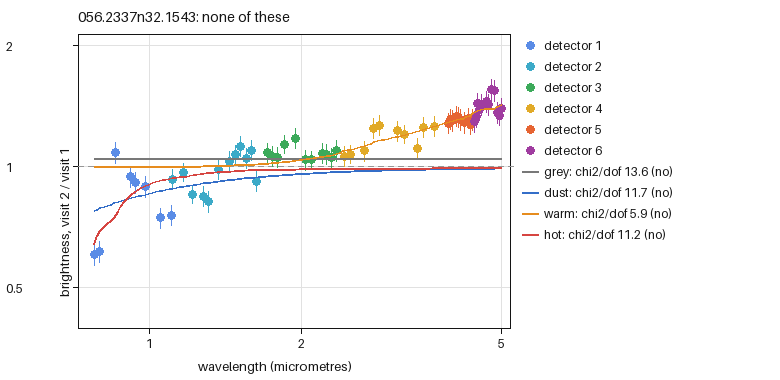 056.2337n32.1543: none of these
2
1
0.5
brightness, visit 2 / visit 1
1
2
5
wavelength (micrometres)
detector 1
detector 2
detector 3
detector 4
detector 5
detector 6
grey: chi2/dof 13.6 (no)
dust: chi2/dof 11.7 (no)
warm: chi2/dof 5.9 (no)
hot: chi2/dof 11.2 (no)